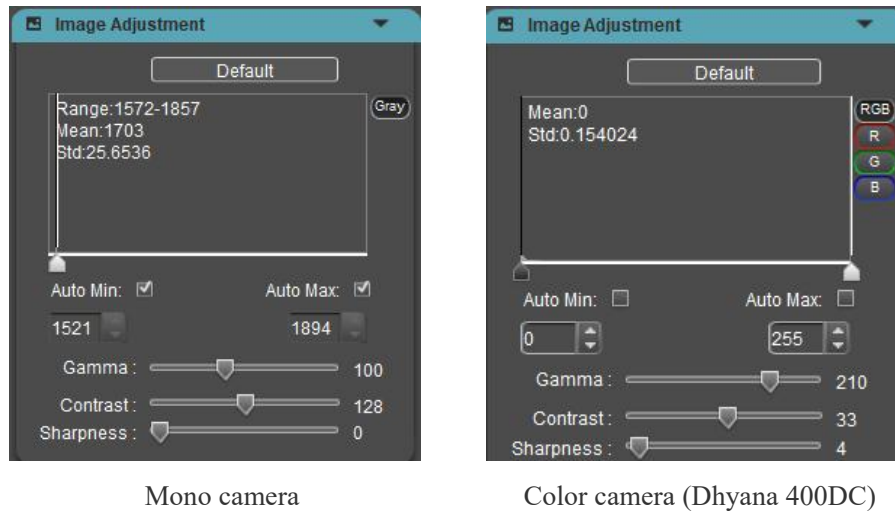 Image Adjustment
Default
Range:1572-1857
Gray
Mean:1703
Std:25.6536
Auto Min: Auto Max:
1521 1894
Gamma : 100
Contrast : 128
Sharpness : 0
Mono camera
Image Adjustment
Default
Mean:0
RGB
Std:0.154024
R
G
B
Auto Min: Auto Max:
0 255
Gamma : 210
Contrast : 33
Sharpness : 4
Color camera (Dhyana 400DC)